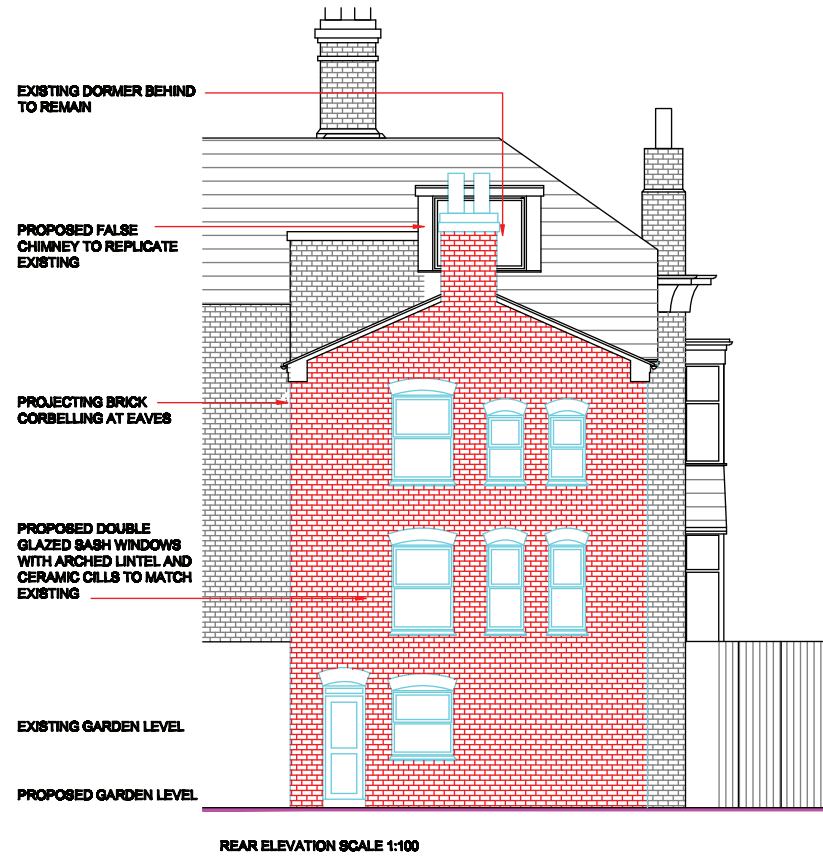 EXISTING DORMER BEHIND
TO REMAIN
PROPOSED FALSE
CHIMNEY TO REPLICATE
EXISTING
PROJECTING BRICK
CORBELLING AT EAVES
PROPOSED DOUBLE
GLAZED SASH WINDOWS
WITH ARCHED LINTEL AND
CERAMIC CILLS TO MATCH
EXISTING
EXISTING GARDEN LEVEL
PROPOSED GARDEN LEVEL
REAR ELEVATION SCALE 1:100